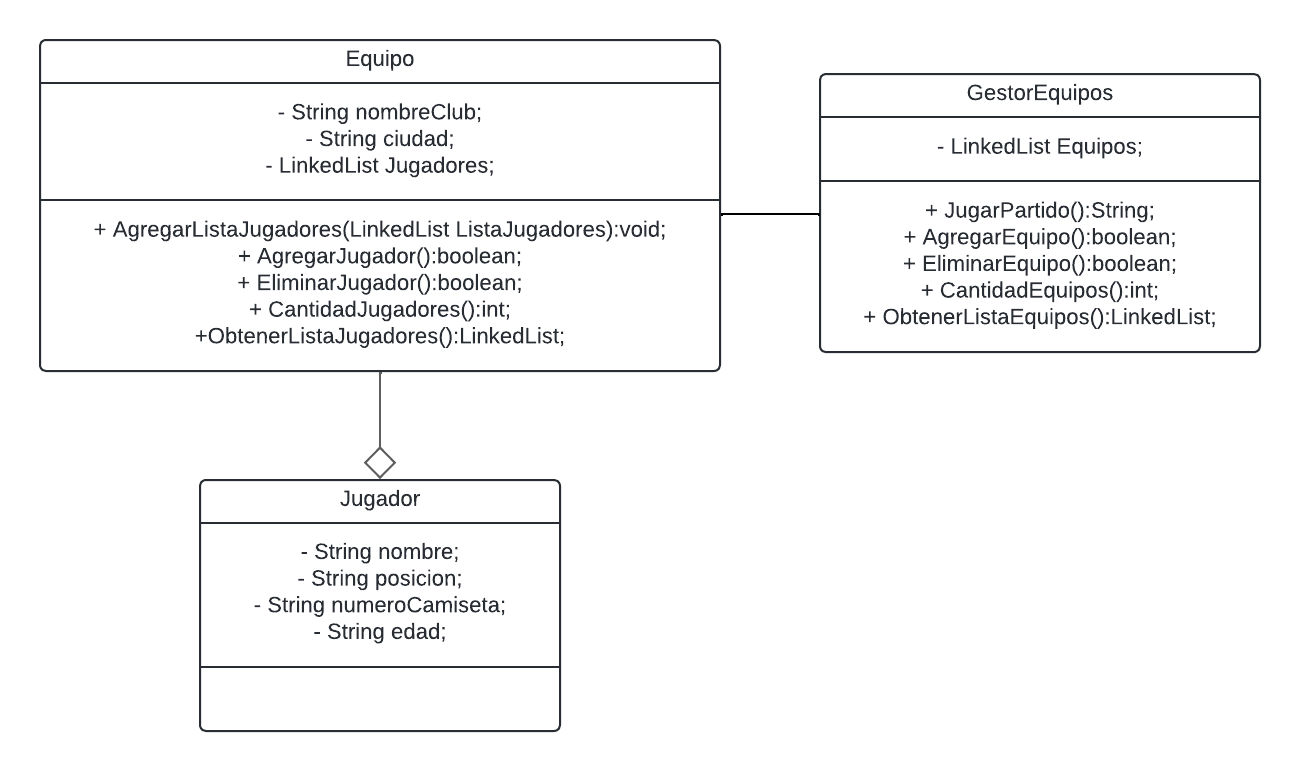 Equipo
- String nombreClub;
- String ciudad;
- LinkedList Jugadores;
+ AgregarListaJugadores(LinkedList ListaJugadores):void;
+ AgregarJugador():boolean;
+ EliminarJugador():boolean;
+ CantidadJugadores():int;
+ObtenerListaJugadores():LinkedList;
GestorEquipos
- LinkedList Equipos;
+ JugarPartido():String;
+ AgregarEquipo():boolean;
+ EliminarEquipo():boolean;
+ CantidadEquipos():int;
+ ObtenerListaEquipos():LinkedList;
Jugador
- String nombre;
- String posicion;
- String numeroCamiseta;
- String edad;